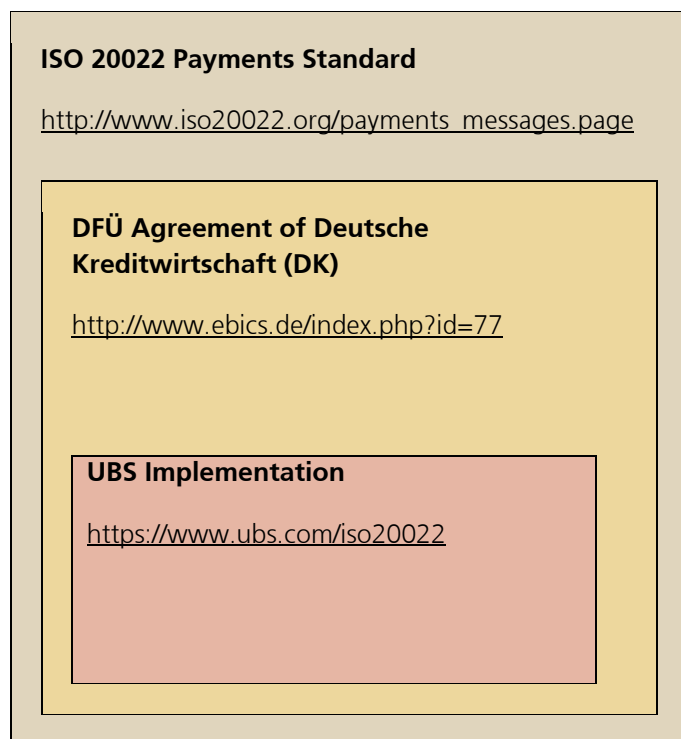 ISO 20022 Payments Standard
http://www.iso20022.org/payments_messages.page
DFÜ Agreement of Deutsche
Kreditwirtschaft (DK)
http://www.ebics.de/index.php?id=77
UBS Implementation
https://www.ubs.com/iso20022